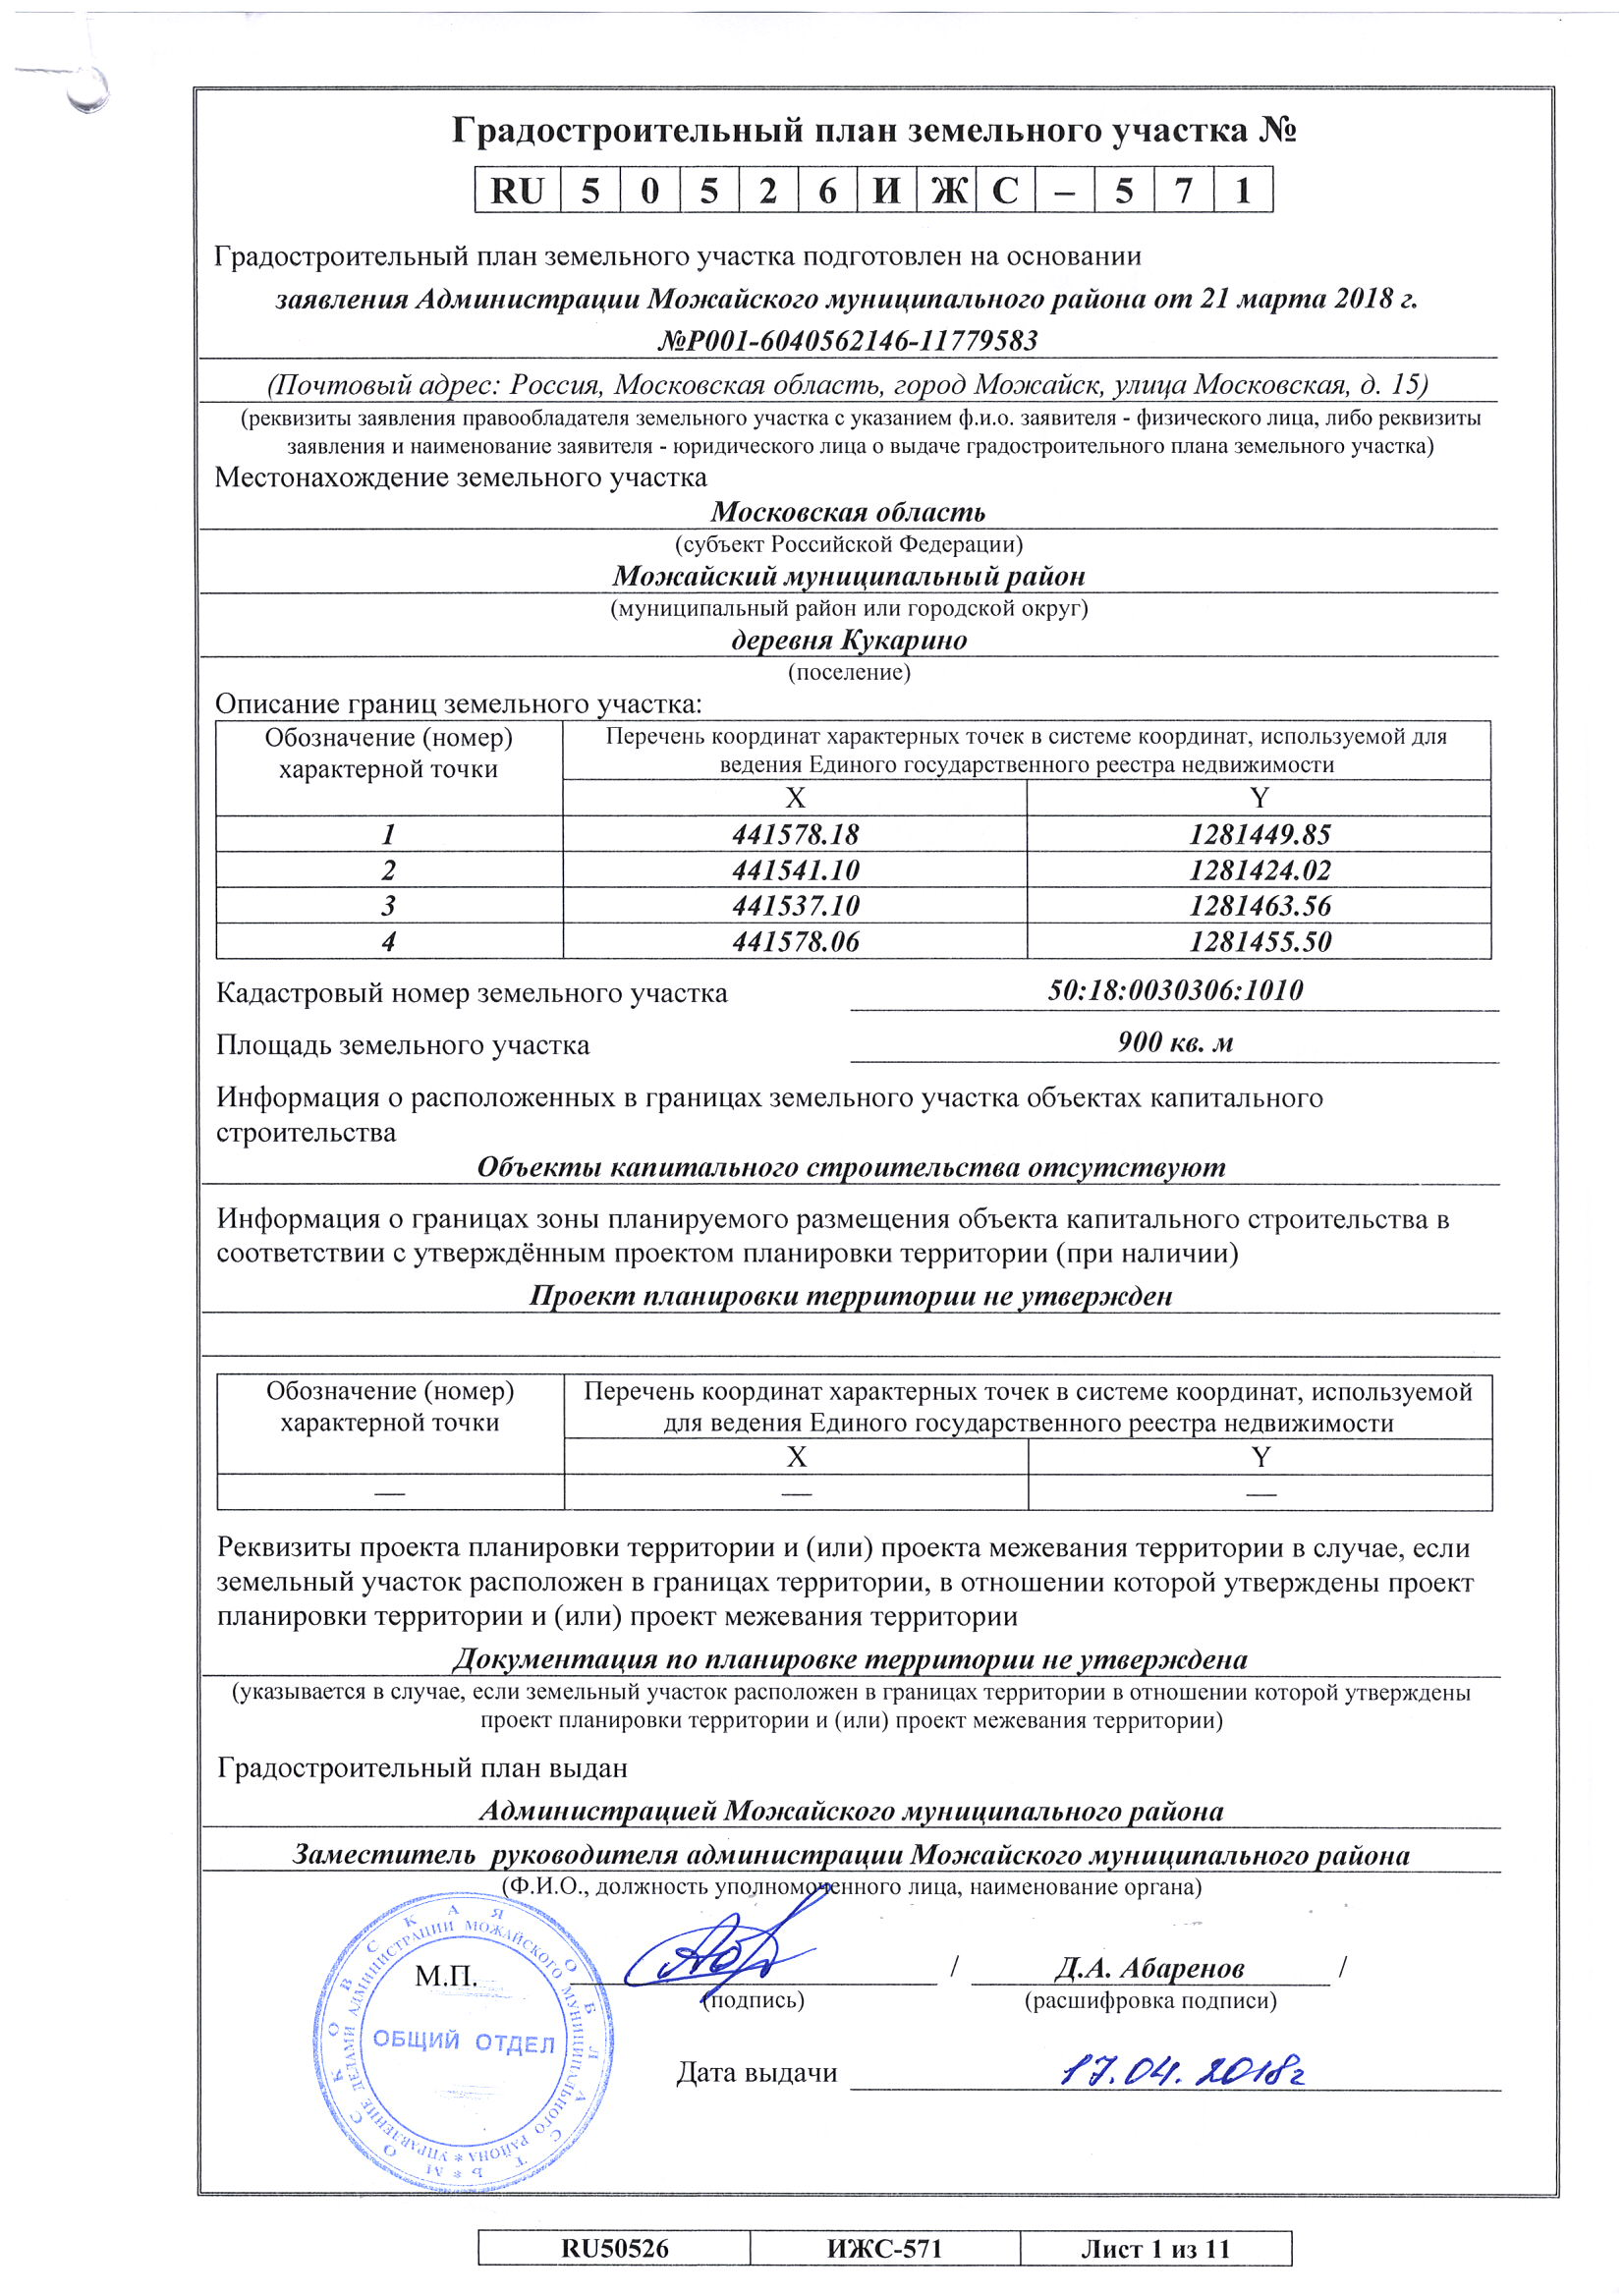 Градостроительный план земельного участка №
RU 5 0 5 2 6 И Ж С – 5 7 1
Градостроительный план земельного участка подготовлен на основании
заявления Администрации Можайского муниципального района от 21 марта 2018 г.
№Р001-6040562146-11779583
(Почтовый адрес: Россия, Московская область, город Можайск, улица Московская, д. 15)
(реквизиты заявления правообладателя земельного участка с указанием ф.и.о. заявителя - физического лица, либо реквизиты
заявления и наименование заявителя - юридического лица о выдаче градостроительного плана земельного участка)
Местонахождение земельного участка
Московская область
(субъект Российской Федерации)
Можайский муниципальный район
(муниципальный район или городской округ)
деревня Кукарино
(поселение)
Описание границ земельного участка:
Обозначение (номер) характерной точки
Перечень координат характерных точек в системе координат, используемой для
ведения Единого государственного реестра недвижимости
X Y
1 441578.18 1281449.85
2 441541.10 1281424.02
3 441537.10 1281463.56
4 441578.06 1281455.50
Кадастровый номер земельного участка 50:18:0030306:1010
Площадь земельного участка 900 кв. м
Информация о расположенных в границах земельного участка объектах капитального
строительства
Объекты капитального строительства отсутствуют
Информация о границах зоны планируемого размещения объекта капитального строительства в
соответствии с утверждённым проектом планировки территории (при наличии)
Проект планировки территории не утвержден
Обозначение (номер) характерной точки
Перечень координат характерных точек в системе координат, используемой
для ведения Единого государственного реестра недвижимости
X Y
— — —
Реквизиты проекта планировки территории и (или) проекта межевания территории в случае, если
земельный участок расположен в границах территории, в отношении которой утверждены проект
планировки территории и (или) проект межевания территории
Документация по планировке территории не утверждена
(указывается в случае, если земельный участок расположен в границах территории в отношении которой утверждены
проект планировки территории и (или) проект межевания территории)
Градостроительный план выдан
Администрацией Можайского муниципального района
Заместитель руководителя администрации Можайского муниципального района
(Ф.И.О., должность уполномоченного лица, наименование органа)
М.П. / Д.А. Абаренов /
(подпись) (расшифровка подписи)
МОСКОВСКАЯ ОБЛАСТЬ *
УПРАВЛЕНИЕ ДЕЛАМИ АДМИНИСТРАЦИИ МОЖАЙСКОГО МУНИЦИПАЛЬНОГО РАЙОНА *
ОБЩИЙ ОТДЕЛ
Дата выдачи 17.04.2018г
RU50526 ИЖС-571 Лист 1 из 11